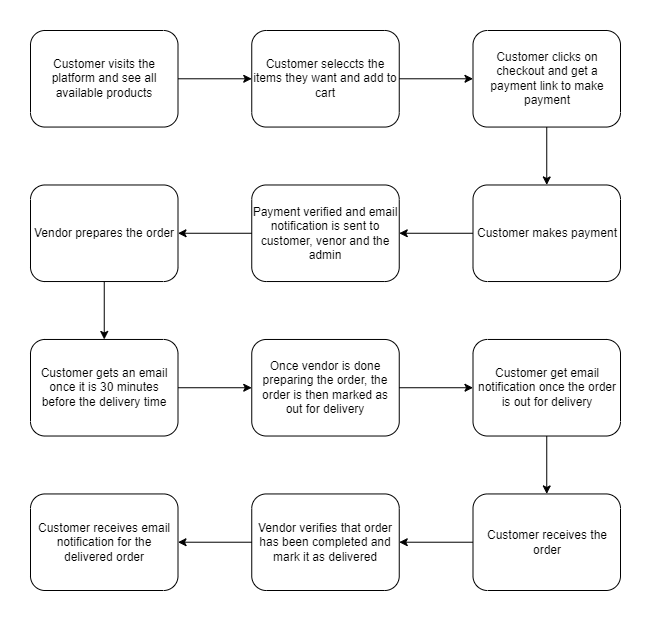 Customer visits the
platform and see all
available products
Customer seleccts the
items they want and add to
cart
Customer clicks on
checkout and get a
payment link to make
payment
Vendor prepares the order
Payment verified and email
notification is sent to
customer, venor and the
admin
Customer makes payment
Customer gets an email
once it is 30 minutes
before the delivery time
Once vendor is done
preparing the order, the
order is then marked as
out for delivery
Customer get email
notification once the order
is out for delivery
Customer receives email
notification for the
delivered order
Vendor verifies that order
has been completed and
mark it as delivered
Customer receives the
order